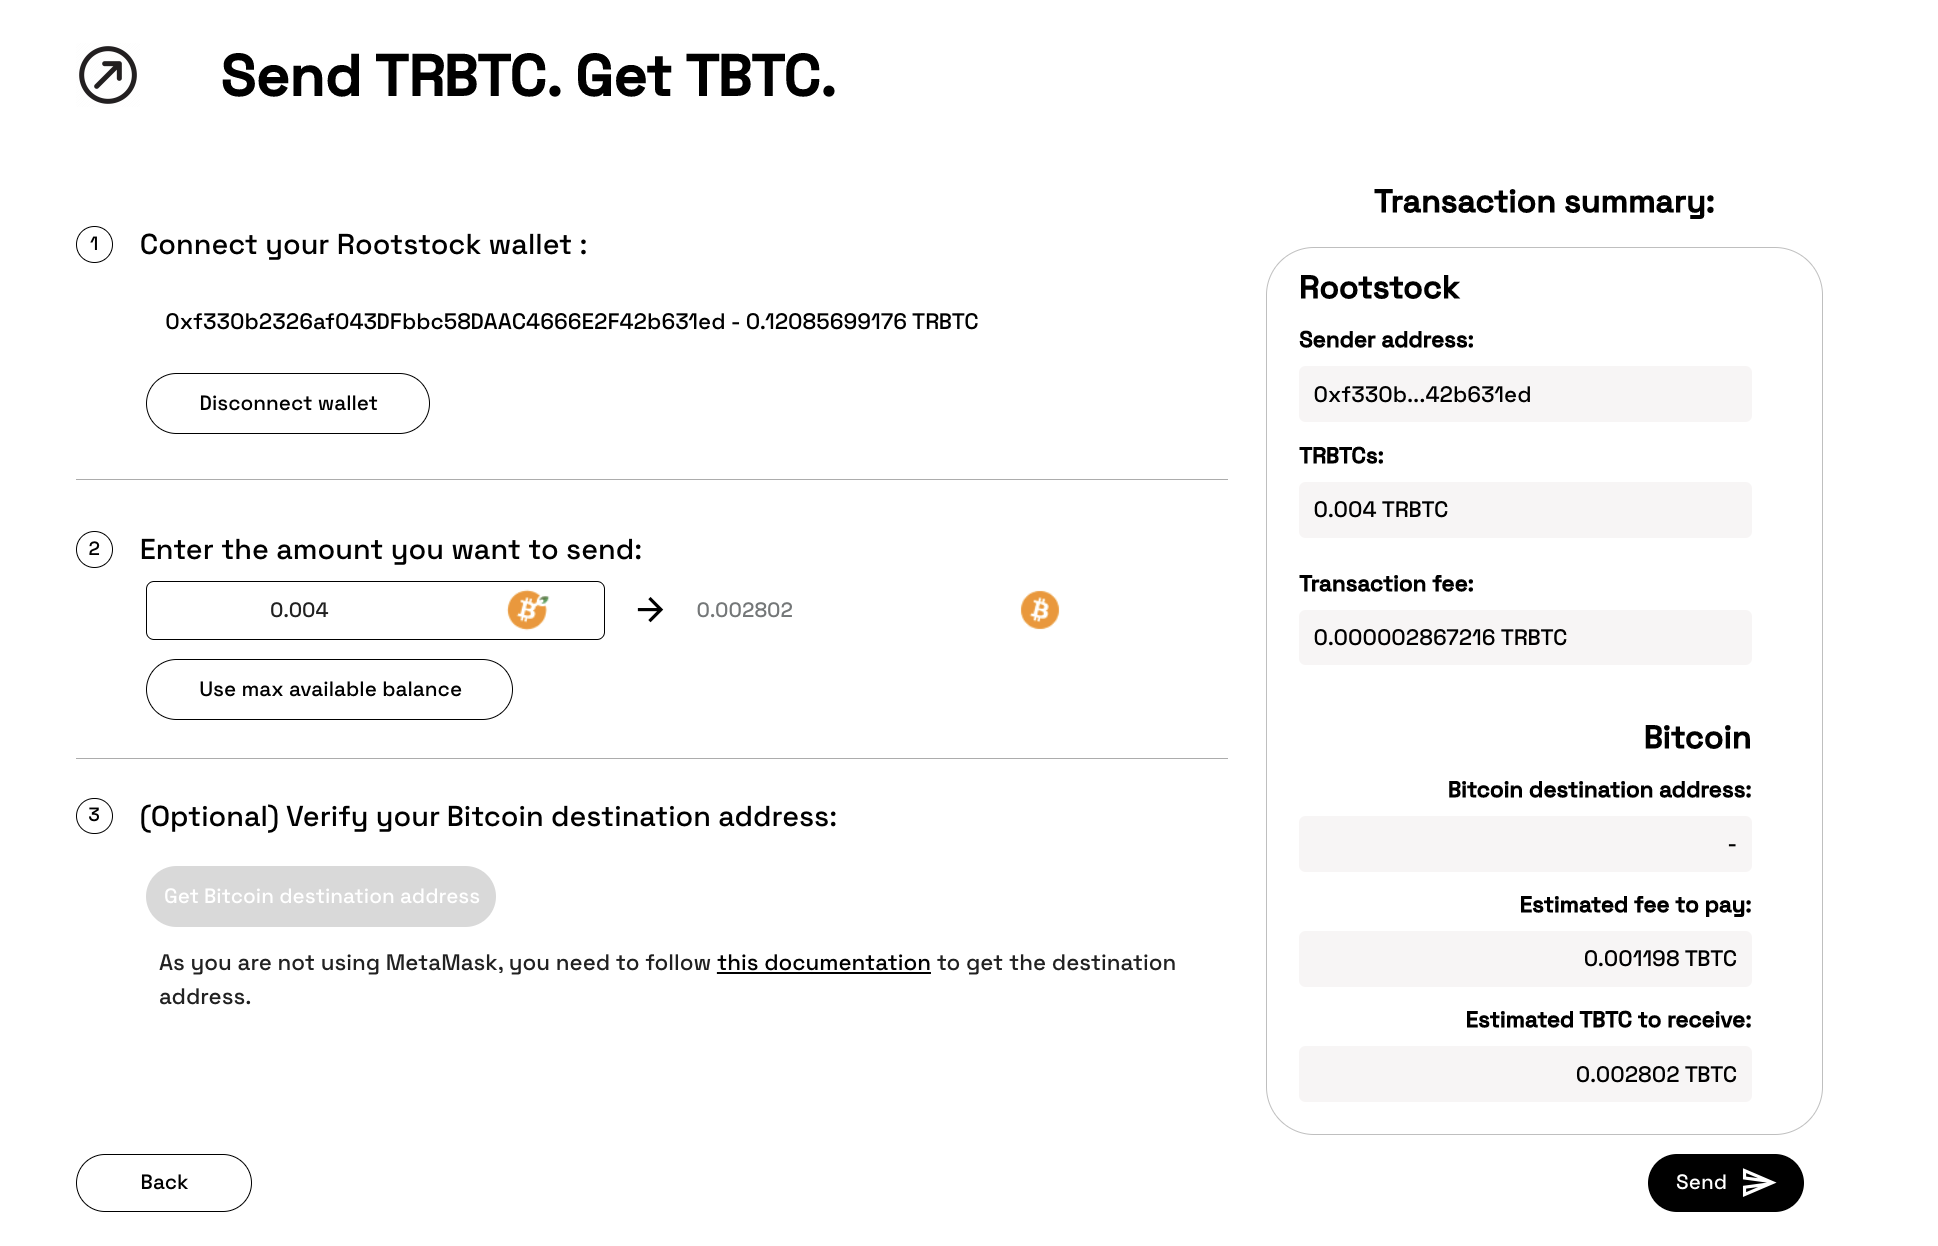 Send TRBTC. Get TBTC.
1
Connect your Rootstock wallet :
0xf330b2326af043DFbbc58DAAC4666E2F42b631ed - 0.12085699176 TRBTC
Disconnect wallet
2
Enter the amount you want to send:
0.004
0.002802
Use max available balance
3
(Optional) Verify your Bitcoin destination address:
Get Bitcoin destination address
As you are not using MetaMask, you need to follow this documentation to get the destination
address.
Back
Transaction summary:
Rootstock
Sender address:
0xf330b...42b631ed
TRBTCs:
0.004 TRBTC
Transaction fee:
0.000002867216 TRBTC
Bitcoin
Bitcoin destination address:
-
Estimated fee to pay:
0.001198 TBTC
Estimated TBTC to receive:
0.002802 TBTC
Send